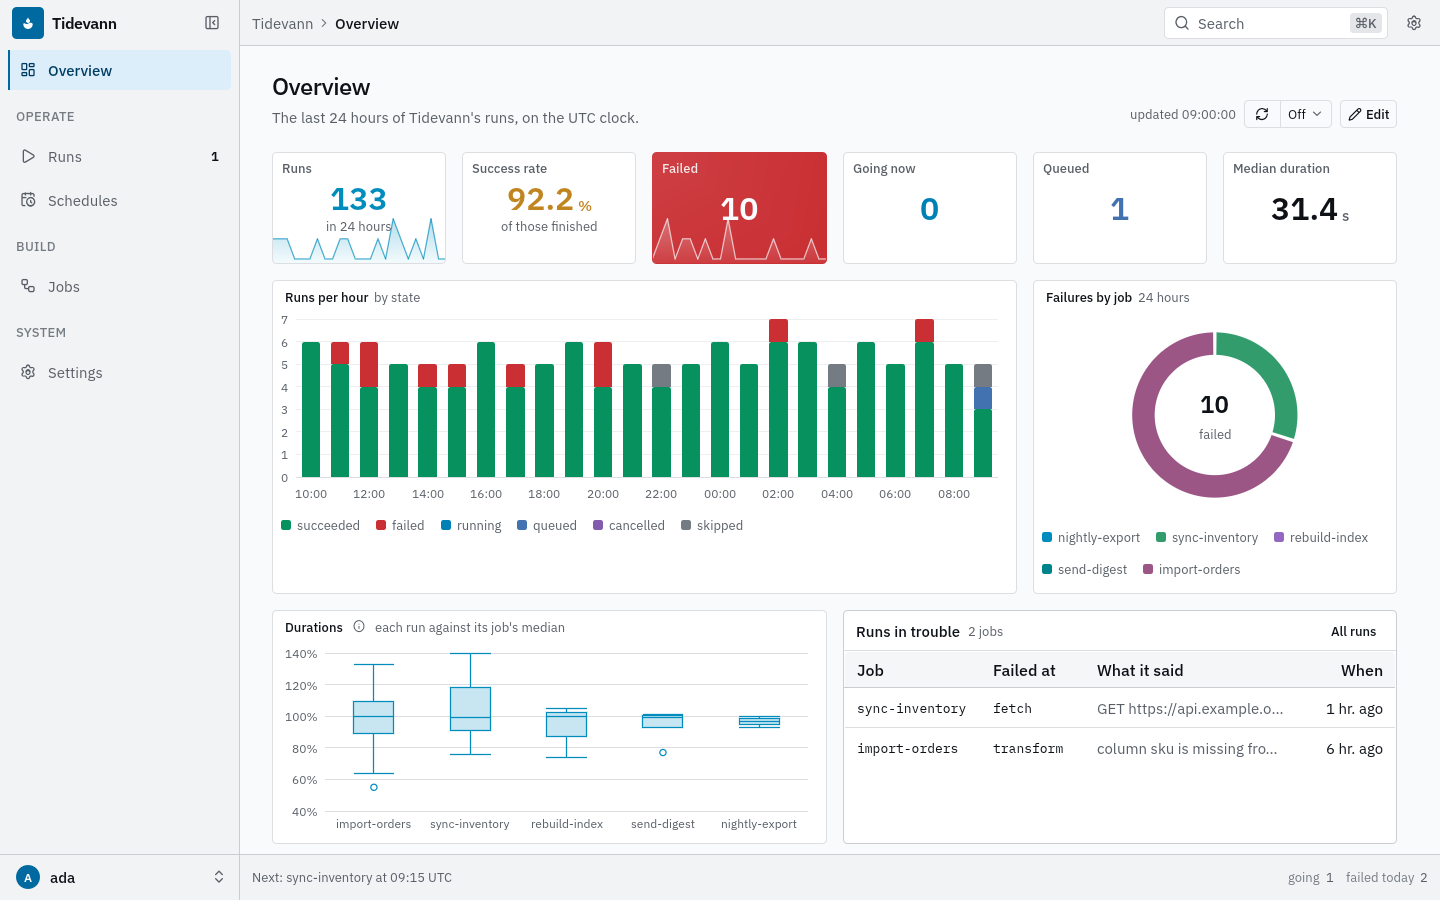 Tidevann
Tidevann > Overview
Search ⌘K
Overview
OPERATE
Runs 1
Schedules
BUILD
Jobs
SYSTEM
Settings
Overview
The last 24 hours of Tidevann's runs, on the UTC clock.
updated 09:00:00 Off Edit
Runs
133
in 24 hours
Success rate
92.2 %
of those finished
Failed
10
Going now
0
Queued
1
Median duration
31.4 s
Runs per hour by state
7
6
5
4
3
2
1
0
10:00 12:00 14:00 16:00 18:00 20:00 22:00 00:00 02:00 04:00 06:00 08:00
succeeded failed running queued cancelled skipped
Failures by job 24 hours
10
failed
nightly-export sync-inventory rebuild-index
send-digest import-orders
Durations each run against its job's median
140%
120%
100%
80%
60%
40%
import-orders sync-inventory rebuild-index send-digest nightly-export
Runs in trouble 2 jobs All runs
Job Failed at What it said When
sync-inventory fetch GET https://api.example.o... 1 hr. ago
import-orders transform column sku is missing fro... 6 hr. ago
A ada
Next: sync-inventory at 09:15 UTC
going 1 failed today 2